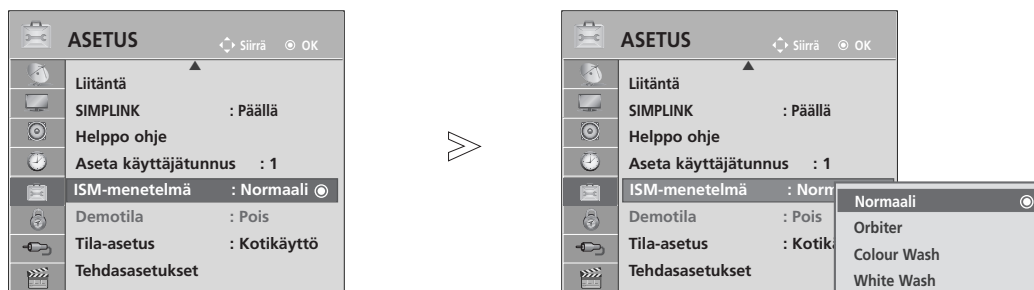 ASETUS Siirrä OK
Liitäntä
SIMPLINK : Päällä
Helppo ohje
Aseta käyttäjätunnus : 1
ISM-menetelmä : Normaali
Demotila : Pois
Tila-asetus : Kotikäyttö
Tehdasasetukset
ASETUS Siirrä OK
Liitäntä
SIMPLINK : Päällä
Helppo ohje
Aseta käyttäjätunnus : 1
ISM-menetelmä : Norm
Demotila : Pois
Tila-asetus : Kotik
Tehdasasetukset
Normaali
Orbiter
Colour Wash
White Wash